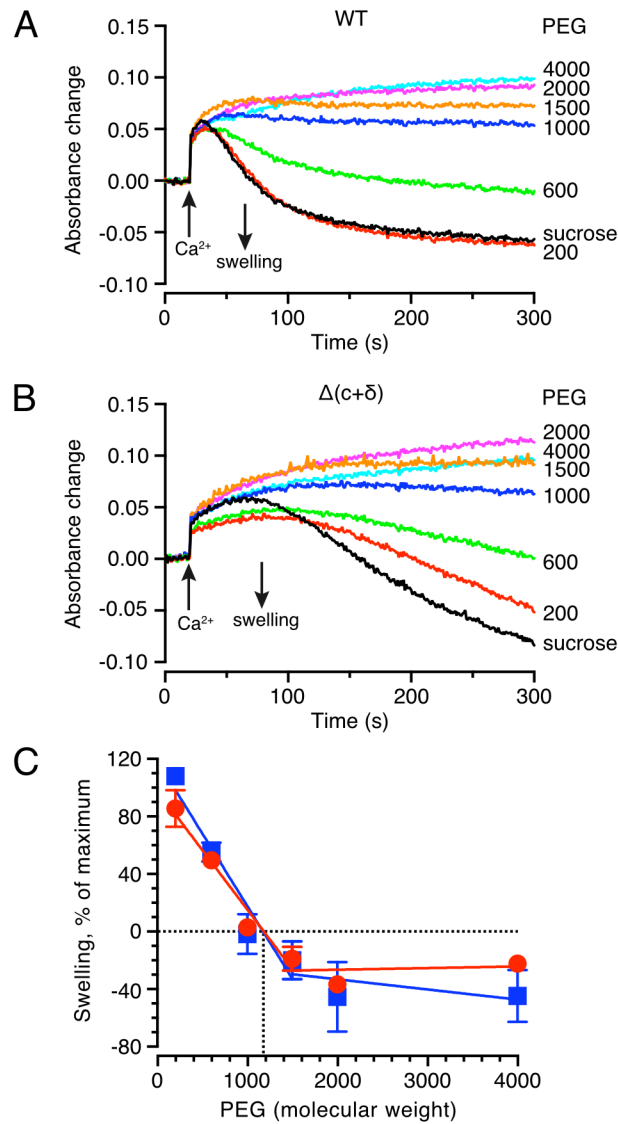 A
WT
PEG
Absorbance change
0.15
0.10
0.05
0.00
-0.05
-0.10
4000
2000
1500
1000
600
sucrose
200
Ca2+
swelling
0
100
200
300
Time (s)
B
Δ(c+δ)
PEG
Absorbance change
0.15
0.10
0.05
0.00
-0.05
-0.10
2000
4000
1500
1000
600
200
sucrose
Ca2+
swelling
0
100
200
300
Time (s)
C
Swelling, % of maximum
120
80
40
0
-40
-80
0
1000
2000
3000
4000
PEG (molecular weight)